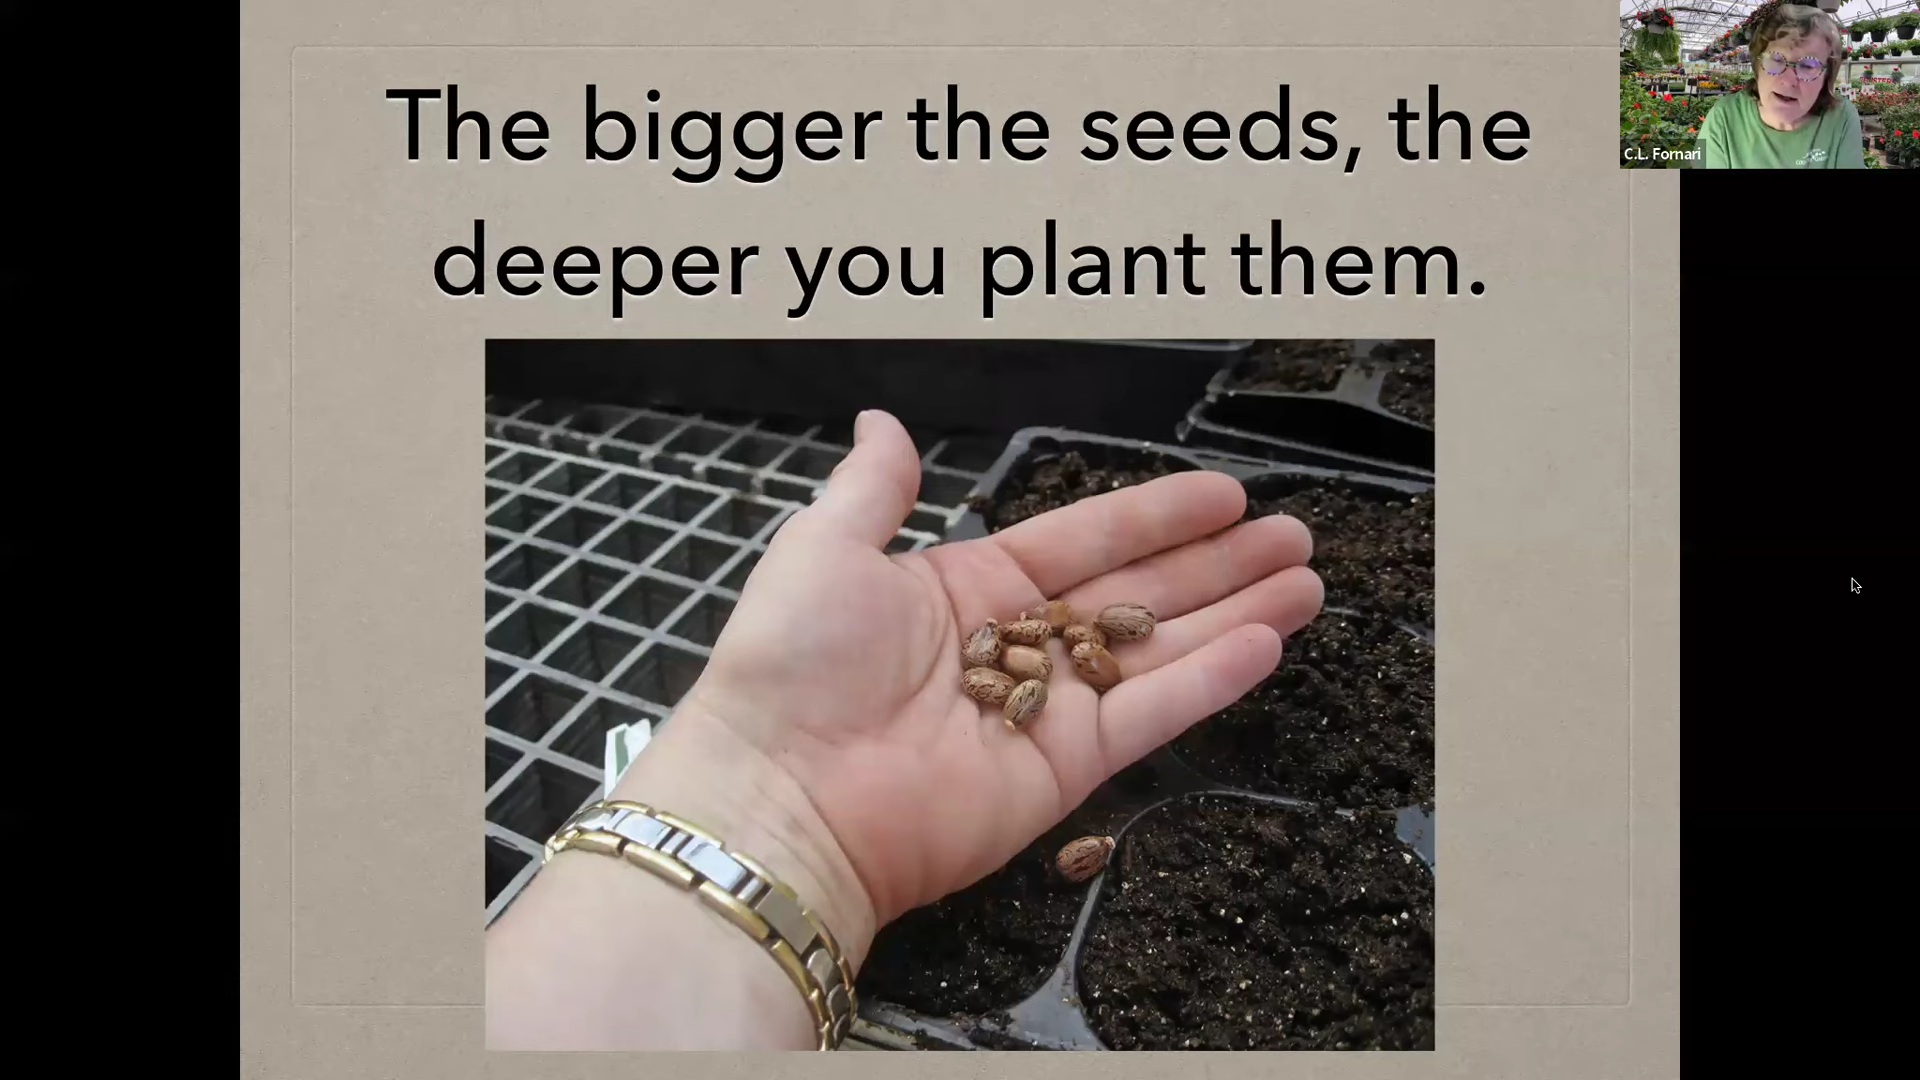 The bigger the seeds, the
deeper you plant them.
C.L. Fornari